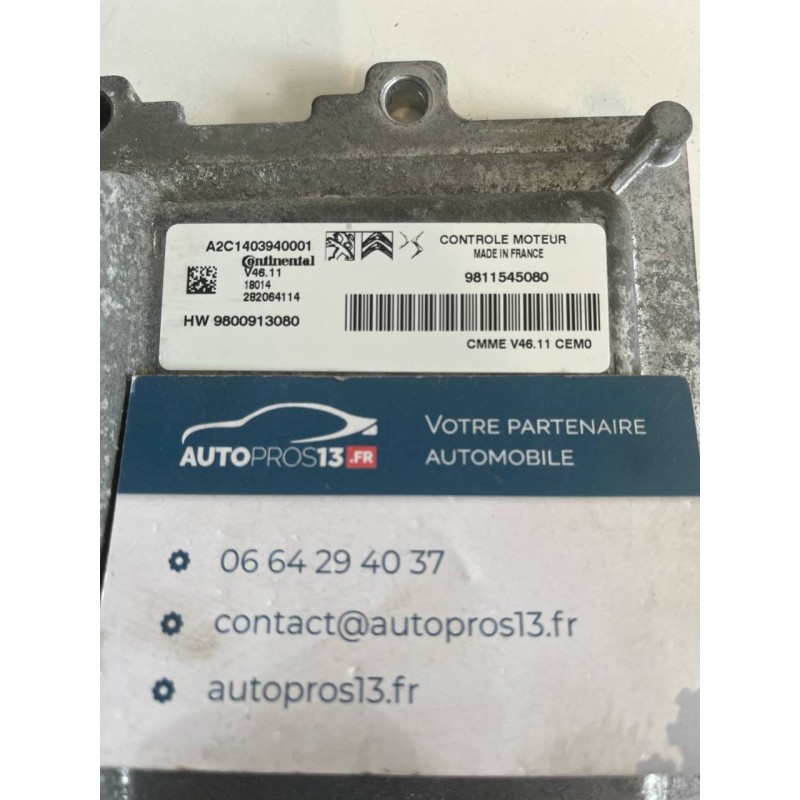 A2C1403940001
Continental
V46.11
18014
282064114
HW 9800913080
CONTROLE MOTEUR
MADE IN FRANCE
9811545080
CMME V46.11 CEM0
AUTOPROS13.FR
VOTRE PARTENAIRE
AUTOMOBILE
06 64 29 40 37
contact@autopros13.fr
autopros13.fr